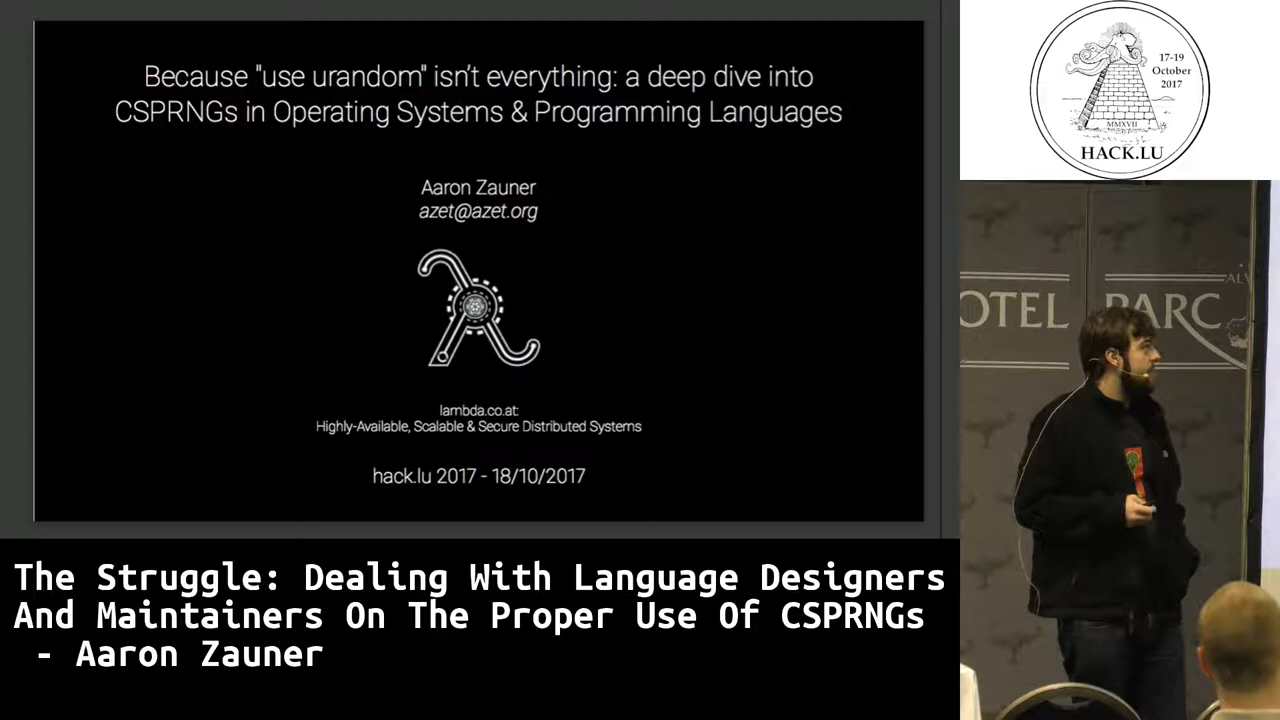 Because "use urandom" isn't everything: a deep dive into
CSPRNGs in Operating Systems & Programming Languages
Aaron Zauner
azet@azet.org
lambda.co.at:
Highly-Available, Scalable & Secure Distributed Systems
hack.lu 2017 - 18/10/2017
17-19
October
2017
MMXVII
HACK.LU
OTEL PARC
ALV
The Struggle: Dealing With Language Designers
And Maintainers On The Proper Use Of CSPRNGs
- Aaron Zauner